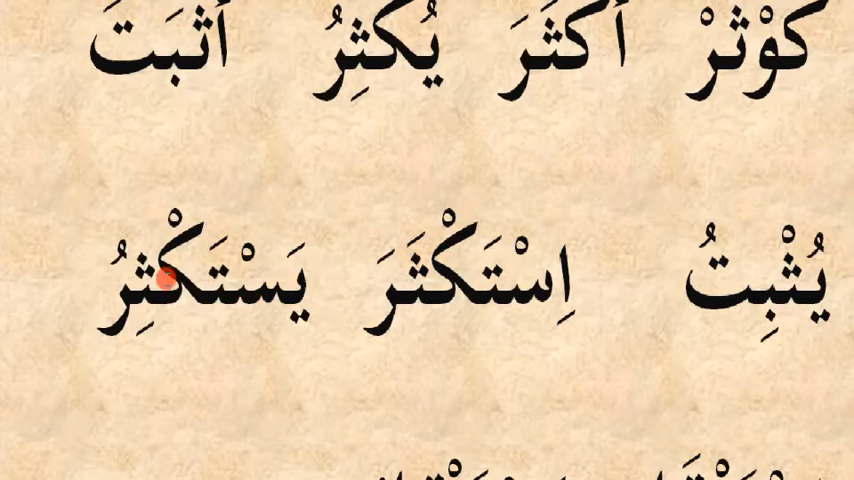 كَوْثَرْ أَكْثَرَ يُكْثِرُ أَثْبَتَ
يُثْبِتُ اِسْتَكْثَرَ يَسْتَكْثِرُ